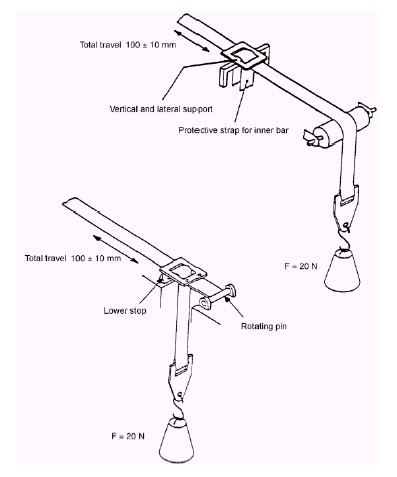 Total travel 100 ± 10 mm
Vertical and lateral support
Protective strap for inner bar
F = 20 N
Total travel 100 ± 10 mm
Lower stop
Rotating pin
F = 20 N